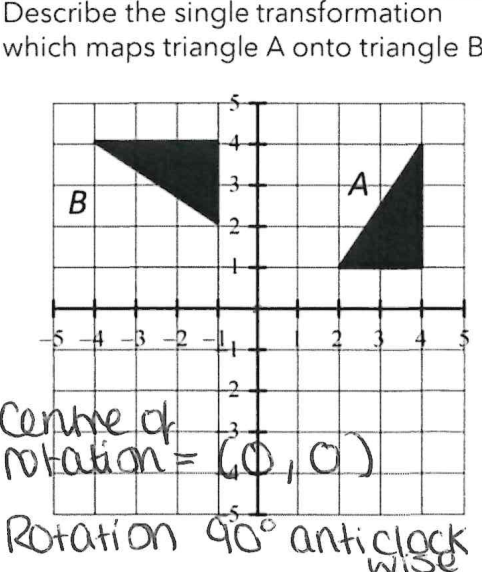 Describe the single transformation
which maps triangle A onto triangle B
5
4
3
2
1
A
B
-5 -4 -3 -2 -1 1 2 3 4 5
-1
-2
-3
-4
-5
Centre of
rotation = (0, 0)
Rotation 90° anticlock
wise